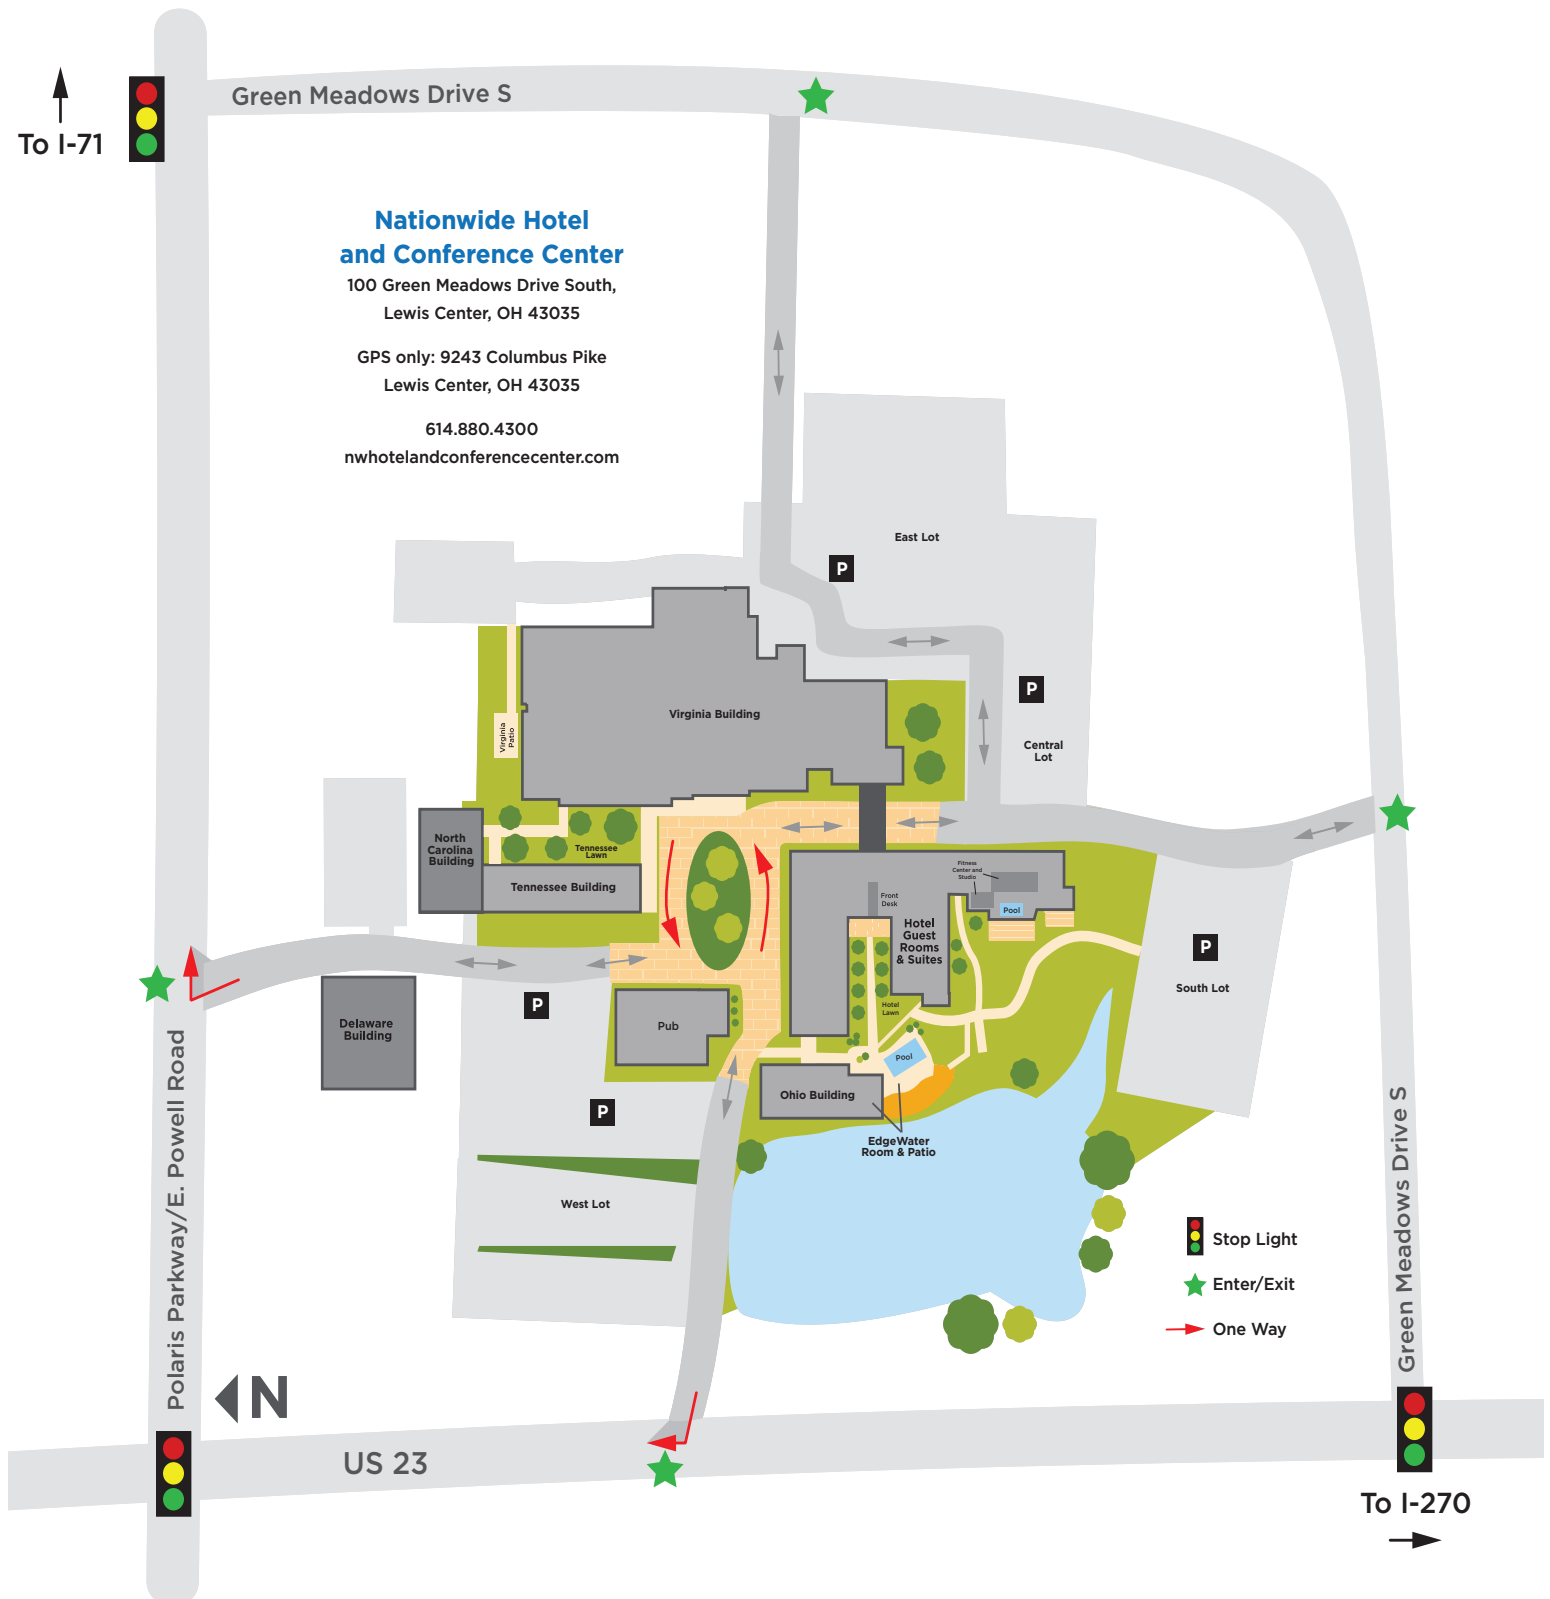 Green Meadows Drive S
To I-71
Nationwide Hotel
and Conference Center
100 Green Meadows Drive South,
Lewis Center, OH 43035
GPS only: 9243 Columbus Pike
Lewis Center, OH 43035
614.880.4300
nwhotelandconferencecenter.com
East Lot
P
P
Virginia Building
Virginia
Patio
Central
Lot
North
Carolina
Building
Tennessee
Lawn
Tennessee Building
Fitness
Center and
Studio
Front
Desk
Pool
Hotel
Guest
Rooms
& Suites
P
South Lot
P
Hotel
Lawn
Delaware
Building
Pub
Pool
Ohio Building
P
EdgeWater
Room & Patio
West Lot
Polaris Parkway/E. Powell Road
Green Meadows Drive S
Stop Light
Enter/Exit
One Way
N
US 23
To I-270